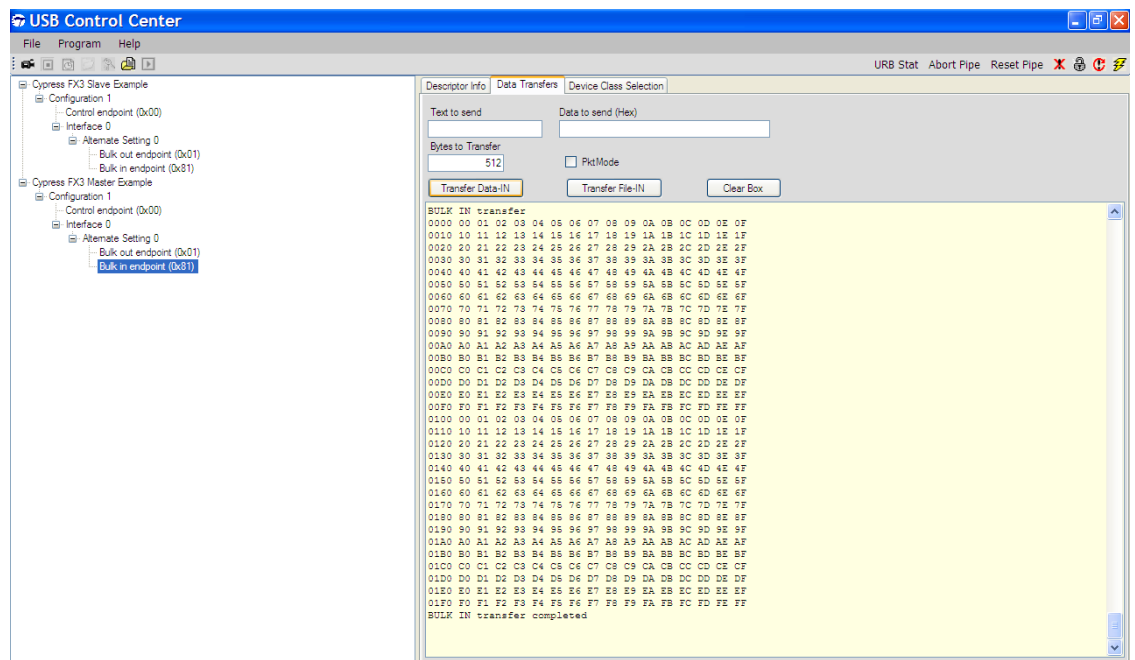 USB Control Center
File Program Help
URB Stat Abort Pipe Reset Pipe
Cypress FX3 Slave Example
Configuration 1
Control endpoint (0x00)
Interface 0
Alternate Setting 0
Bulk out endpoint (0x01)
Bulk in endpoint (0x81)
Cypress FX3 Master Example
Configuration 1
Control endpoint (0x00)
Interface 0
Alternate Setting 0
Bulk out endpoint (0x01)
Bulk in endpoint (0x81)
Descriptor Info Data Transfers Device Class Selection
Text to send Data to send (Hex)
Bytes to Transfer
512 PktMode
Transfer Data-IN Transfer File-IN Clear Box
BULK IN transfer
0000 00 01 02 03 04 05 06 07 08 09 0A 0B 0C 0D 0E 0F
0010 10 11 12 13 14 15 16 17 18 19 1A 1B 1C 1D 1E 1F
0020 20 21 22 23 24 25 26 27 28 29 2A 2B 2C 2D 2E 2F
0030 30 31 32 33 34 35 36 37 38 39 3A 3B 3C 3D 3E 3F
0040 40 41 42 43 44 45 46 47 48 49 4A 4B 4C 4D 4E 4F
0050 50 51 52 53 54 55 56 57 58 59 5A 5B 5C 5D 5E 5F
0060 60 61 62 63 64 65 66 67 68 69 6A 6B 6C 6D 6E 6F
0070 70 71 72 73 74 75 76 77 78 79 7A 7B 7C 7D 7E 7F
0080 80 81 82 83 84 85 86 87 88 89 8A 8B 8C 8D 8E 8F
0090 90 91 92 93 94 95 96 97 98 99 9A 9B 9C 9D 9E 9F
00A0 A0 A1 A2 A3 A4 A5 A6 A7 A8 A9 AA AB AC AD AE AF
00B0 B0 B1 B2 B3 B4 B5 B6 B7 B8 B9 BA BB BC BD BE BF
00C0 C0 C1 C2 C3 C4 C5 C6 C7 C8 C9 CA CB CC CD CE CF
00D0 D0 D1 D2 D3 D4 D5 D6 D7 D8 D9 DA DB DC DD DE DF
00E0 E0 E1 E2 E3 E4 E5 E6 E7 E8 E9 EA EB EC ED EE EF
00F0 F0 F1 F2 F3 F4 F5 F6 F7 F8 F9 FA FB FC FD FE FF
0100 00 01 02 03 04 05 06 07 08 09 0A 0B 0C 0D 0E 0F
0110 10 11 12 13 14 15 16 17 18 19 1A 1B 1C 1D 1E 1F
0120 20 21 22 23 24 25 26 27 28 29 2A 2B 2C 2D 2E 2F
0130 30 31 32 33 34 35 36 37 38 39 3A 3B 3C 3D 3E 3F
0140 40 41 42 43 44 45 46 47 48 49 4A 4B 4C 4D 4E 4F
0150 50 51 52 53 54 55 56 57 58 59 5A 5B 5C 5D 5E 5F
0160 60 61 62 63 64 65 66 67 68 69 6A 6B 6C 6D 6E 6F
0170 70 71 72 73 74 75 76 77 78 79 7A 7B 7C 7D 7E 7F
0180 80 81 82 83 84 85 86 87 88 89 8A 8B 8C 8D 8E 8F
0190 90 91 92 93 94 95 96 97 98 99 9A 9B 9C 9D 9E 9F
01A0 A0 A1 A2 A3 A4 A5 A6 A7 A8 A9 AA AB AC AD AE AF
01B0 B0 B1 B2 B3 B4 B5 B6 B7 B8 B9 BA BB BC BD BE BF
01C0 C0 C1 C2 C3 C4 C5 C6 C7 C8 C9 CA CB CC CD CE CF
01D0 D0 D1 D2 D3 D4 D5 D6 D7 D8 D9 DA DB DC DD DE DF
01E0 E0 E1 E2 E3 E4 E5 E6 E7 E8 E9 EA EB EC ED EE EF
01F0 F0 F1 F2 F3 F4 F5 F6 F7 F8 F9 FA FB FC FD FE FF
BULK IN transfer completed